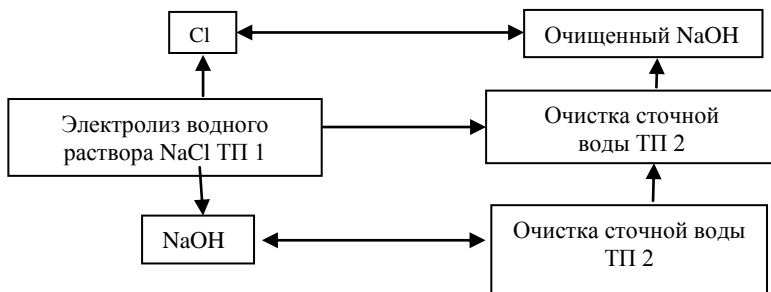 Cl
Очищенный NaOH
Электролиз водного
раствора NaCl ТП 1
Очистка сточной
воды ТП 2
NaOH
Очистка сточной воды
ТП 2